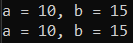 a = 10, b = 15
a = 10, b = 15